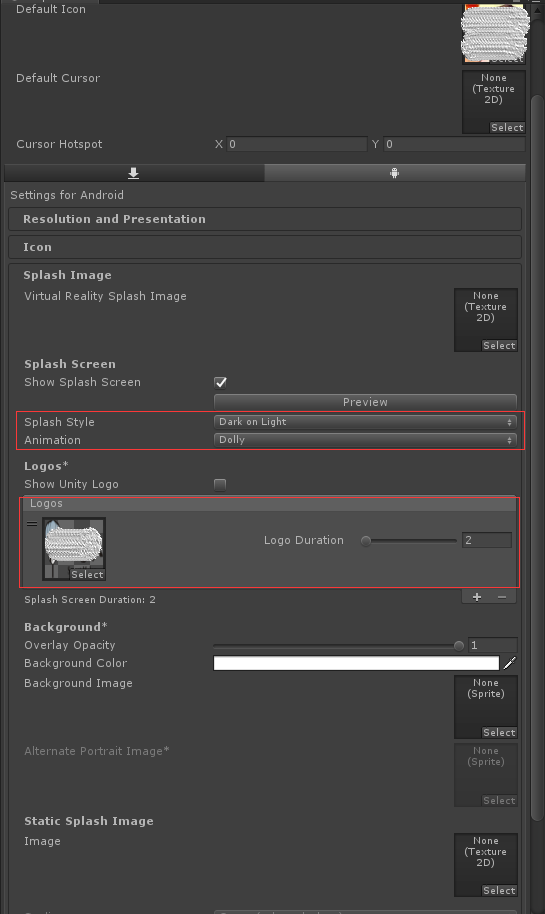 Default Icon
Default Cursor
None
(Texture
2D)
Select
Cursor Hotspot X 0 Y 0
Settings for Android
Resolution and Presentation
Icon
Splash Image
Virtual Reality Splash Image
None
(Texture
2D)
Select
Splash Screen
Show Splash Screen
Preview
Splash Style Dark on Light
Animation Dolly
Logos*
Show Unity Logo
Logos
Logo Duration 2
Select
Splash Screen Duration: 2 + −
Background*
Overlay Opacity 1
Background Color
Background Image
None
(Sprite)
Select
Alternate Portrait Image*
None
(Sprite)
Select
Static Splash Image
Image
None
(Texture
2D)
Select